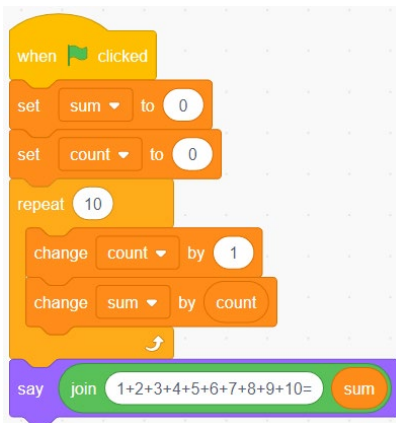 when clicked
set sum to 0
set count to 0
repeat 10
change count by 1
change sum by count
say join 1+2+3+4+5+6+7+8+9+10= sum